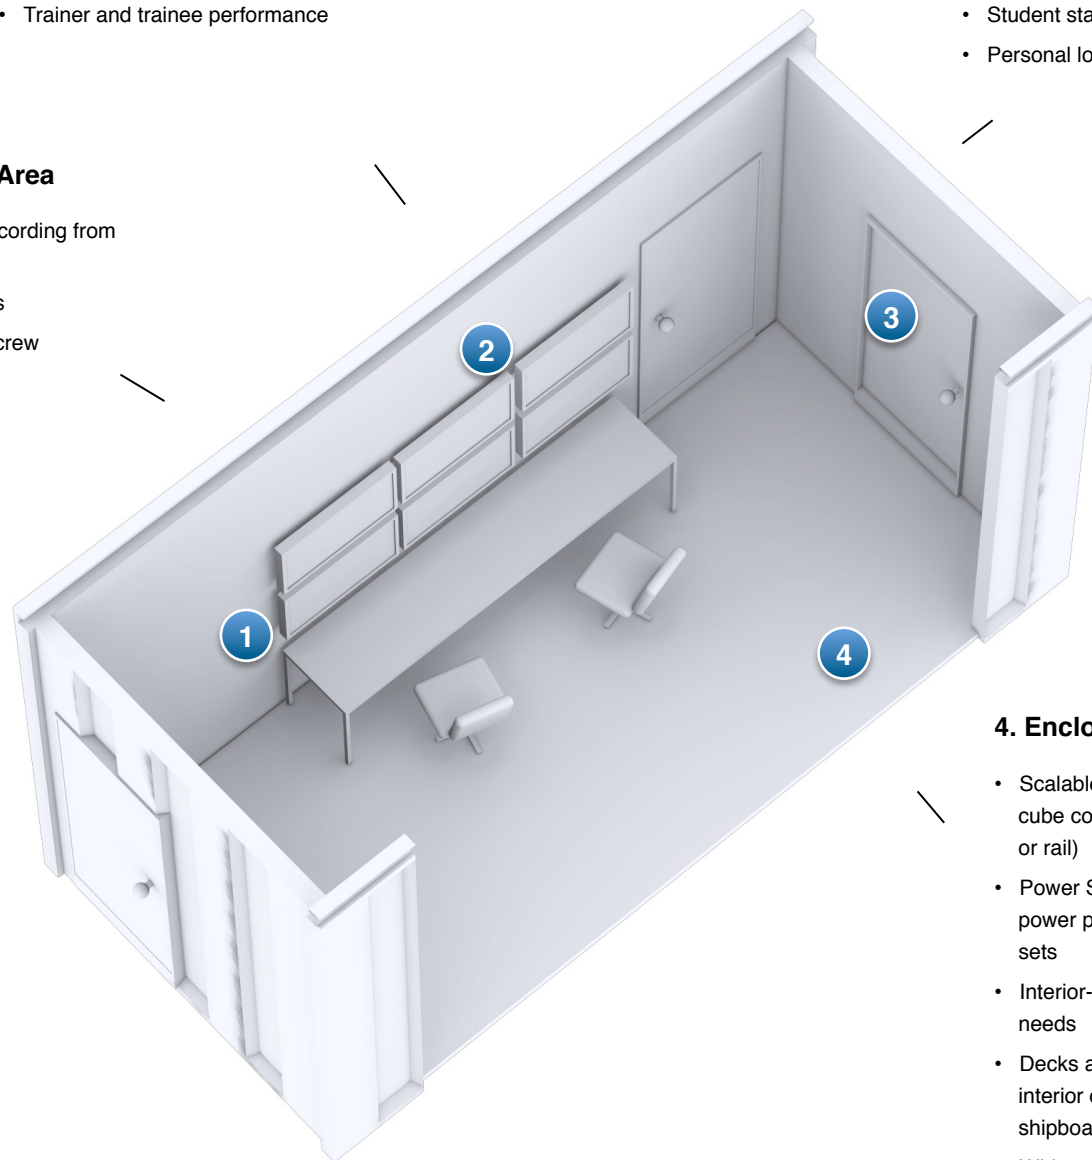 • Trainer and trainee performance
• Student sta
• Personal lo
Area
cording from
s
crew
2
3
1
4
4. Enclo
• Scalable
cube co
or rail)
• Power S
power p
sets
• Interior-
needs
• Decks a
interior
shipboa